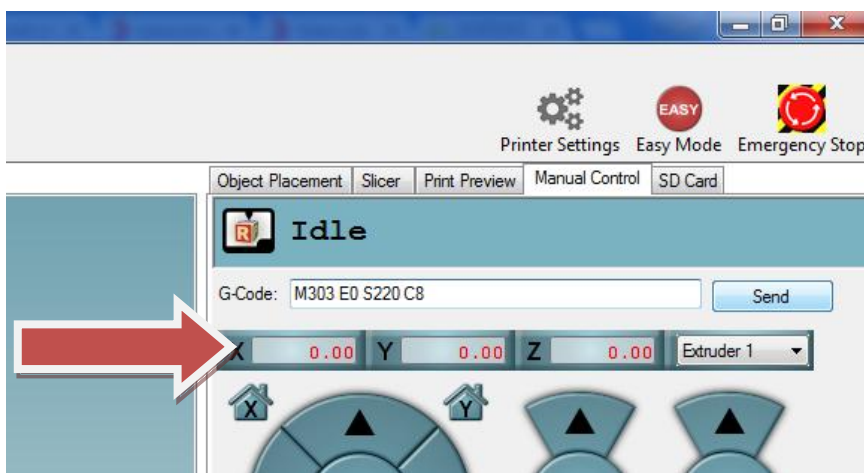 Printer Settings Easy Mode Emergency Stop
EASY
Object Placement Slicer Print Preview Manual Control SD Card
R Idle
G-Code: M303 E0 S220 C8 Send
X 0.00 Y 0.00 Z 0.00 Extruder 1
X Y